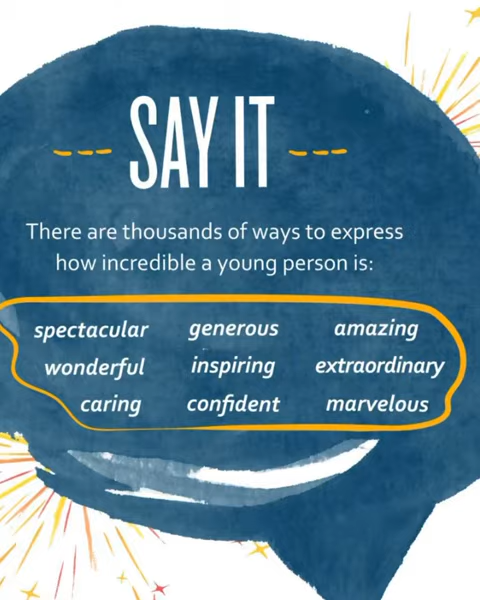 SAY IT
There are thousands of ways to express
how incredible a young person is:
spectacular generous amazing
wonderful inspiring extraordinary
caring confident marvelous